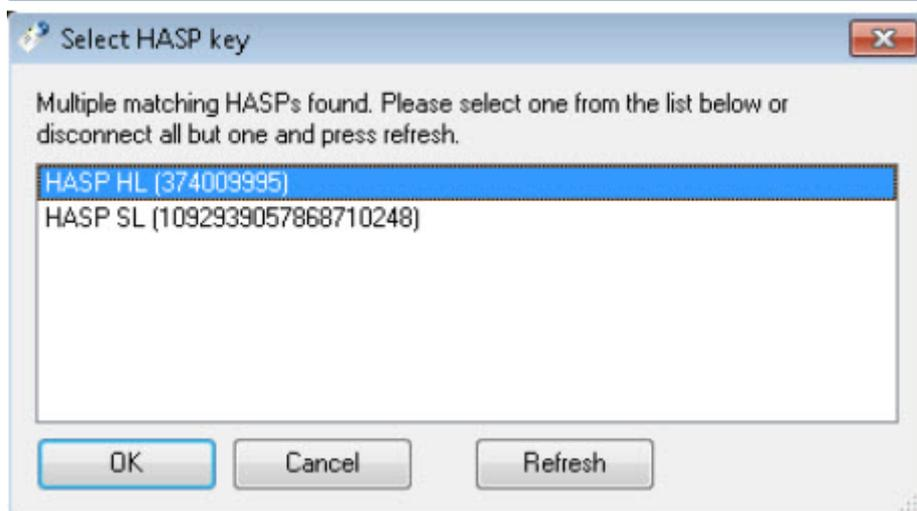 Select HASP key
Multiple matching HASPs found. Please select one from the list below or
disconnect all but one and press refresh.
HASP HL (374009995)
HASP SL (1092939057868710248)
OK Cancel Refresh